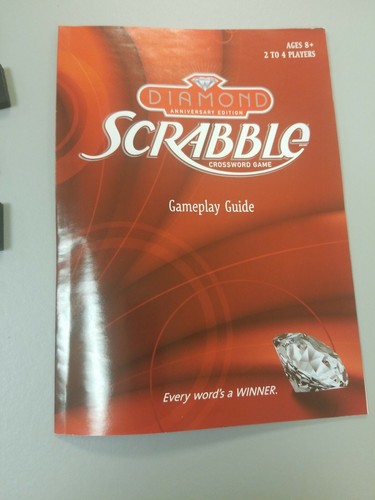 AGES 8+
2 TO 4 PLAYERS
DIAMOND
ANNIVERSARY EDITION
SCRABBLE
CROSSWORD GAME
Gameplay Guide
Every word's a WINNER.